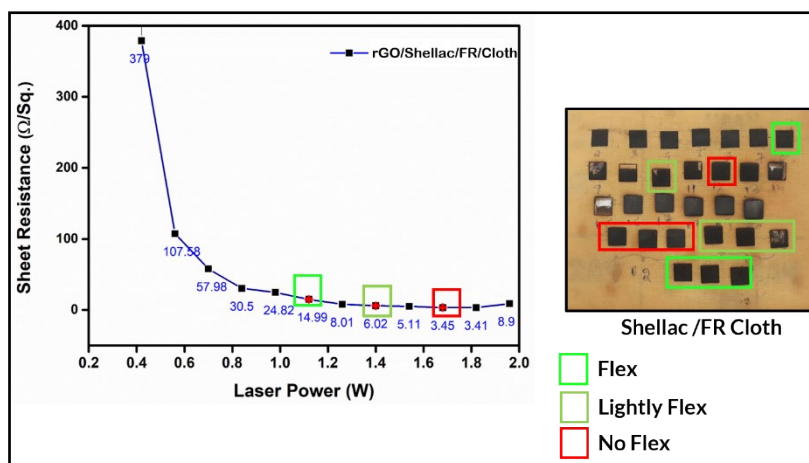 400
300
200
100
0
Sheet Resistance (Ω/Sq.)
rGO/Shellac/FR/Cloth
379
107.58
57.98
30.5
24.82
14.99
8.01
6.02
5.11
3.45
3.41
8.9
0.2 0.4 0.6 0.8 1.0 1.2 1.4 1.6 1.8 2.0
Laser Power (W)
Shellac /FR Cloth
Flex
Lightly Flex
No Flex